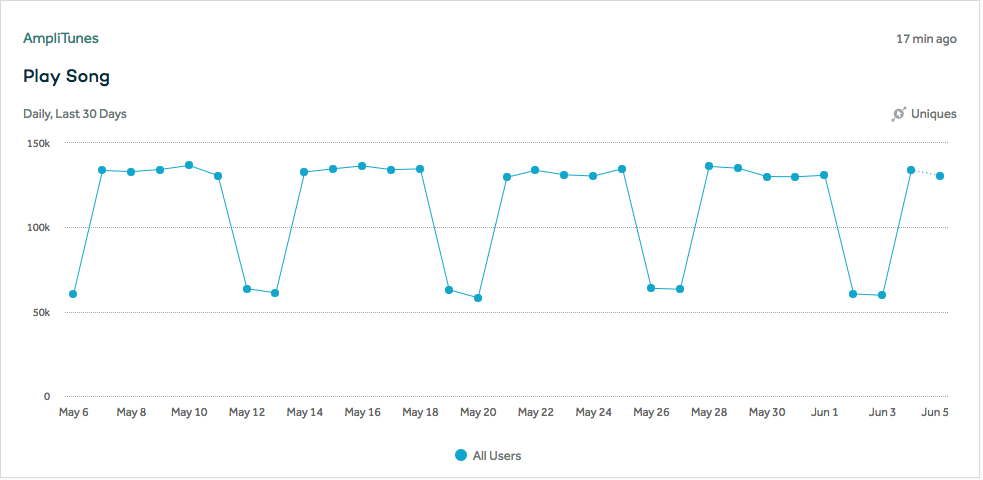 AmpliTunes
17 min ago
Play Song
Daily, Last 30 Days
Uniques
150k
100k
50k
0
May 6 May 8 May 10 May 12 May 14 May 16 May 18 May 20 May 22 May 24 May 26 May 28 May 30 Jun 1 Jun 3 Jun 5
All Users